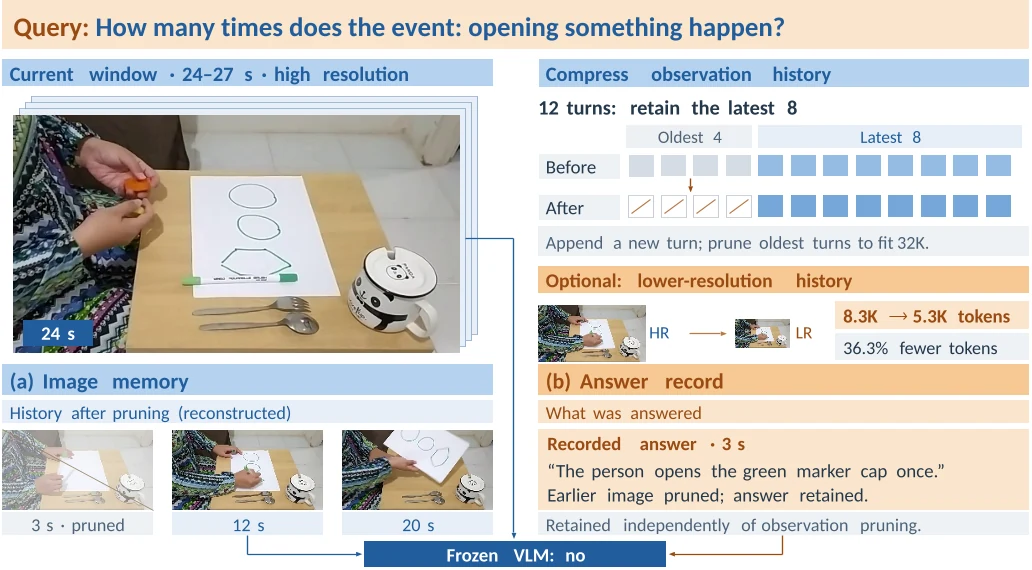 Query: How many times does the event: opening something happen?
Current window · 24–27 s · high resolution
24 s
(a) Image memory
History after pruning (reconstructed)
3 s · pruned
12 s
20 s
Compress observation history
12 turns: retain the latest 8
Oldest 4
Latest 8
Before
After
Append a new turn; prune oldest turns to fit 32K.
Optional: lower-resolution history
HR
LR
8.3K → 5.3K tokens
36.3% fewer tokens
(b) Answer record
What was answered
Recorded answer · 3 s
“The person opens the green marker cap once.”
Earlier image pruned; answer retained.
Retained independently of observation pruning.
Frozen VLM: no